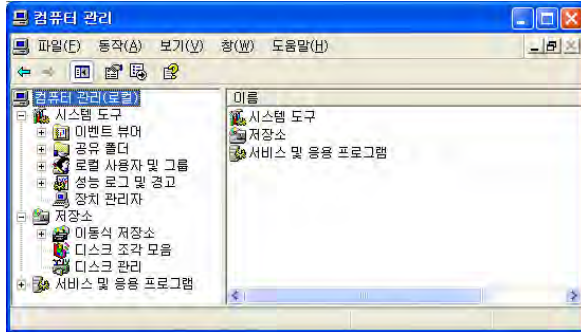 컴퓨터 관리
파일(F) 동작(A) 보기(V) 창(W) 도움말(H)
컴퓨터 관리(로컬)
시스템 도구
이벤트 뷰어
공유 폴더
로컬 사용자 및 그룹
성능 로그 및 경고
장치 관리자
저장소
이동식 저장소
디스크 조각 모음
디스크 관리
서비스 및 응용 프로그램
이름
시스템 도구
저장소
서비스 및 응용 프로그램